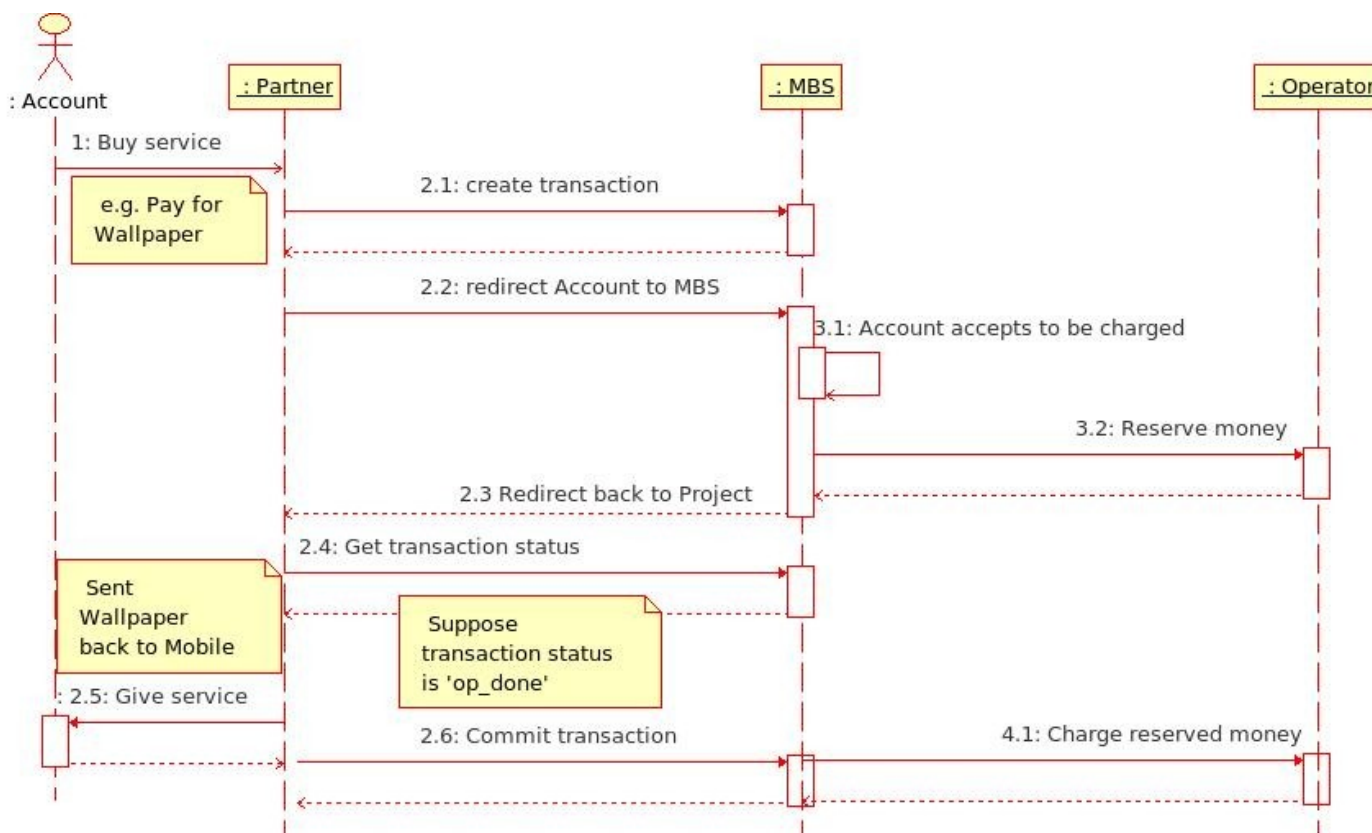 : Account
: Partner
: MBS
: Operator
1: Buy service
e.g. Pay for
Wallpaper
2.1: create transaction
2.2: redirect Account to MBS
3.1: Account accepts to be charged
3.2: Reserve money
2.3 Redirect back to Project
2.4: Get transaction status
Sent
Wallpaper
back to Mobile
Suppose
transaction status
is 'op_done'
: 2.5: Give service
2.6: Commit transaction
4.1: Charge reserved money